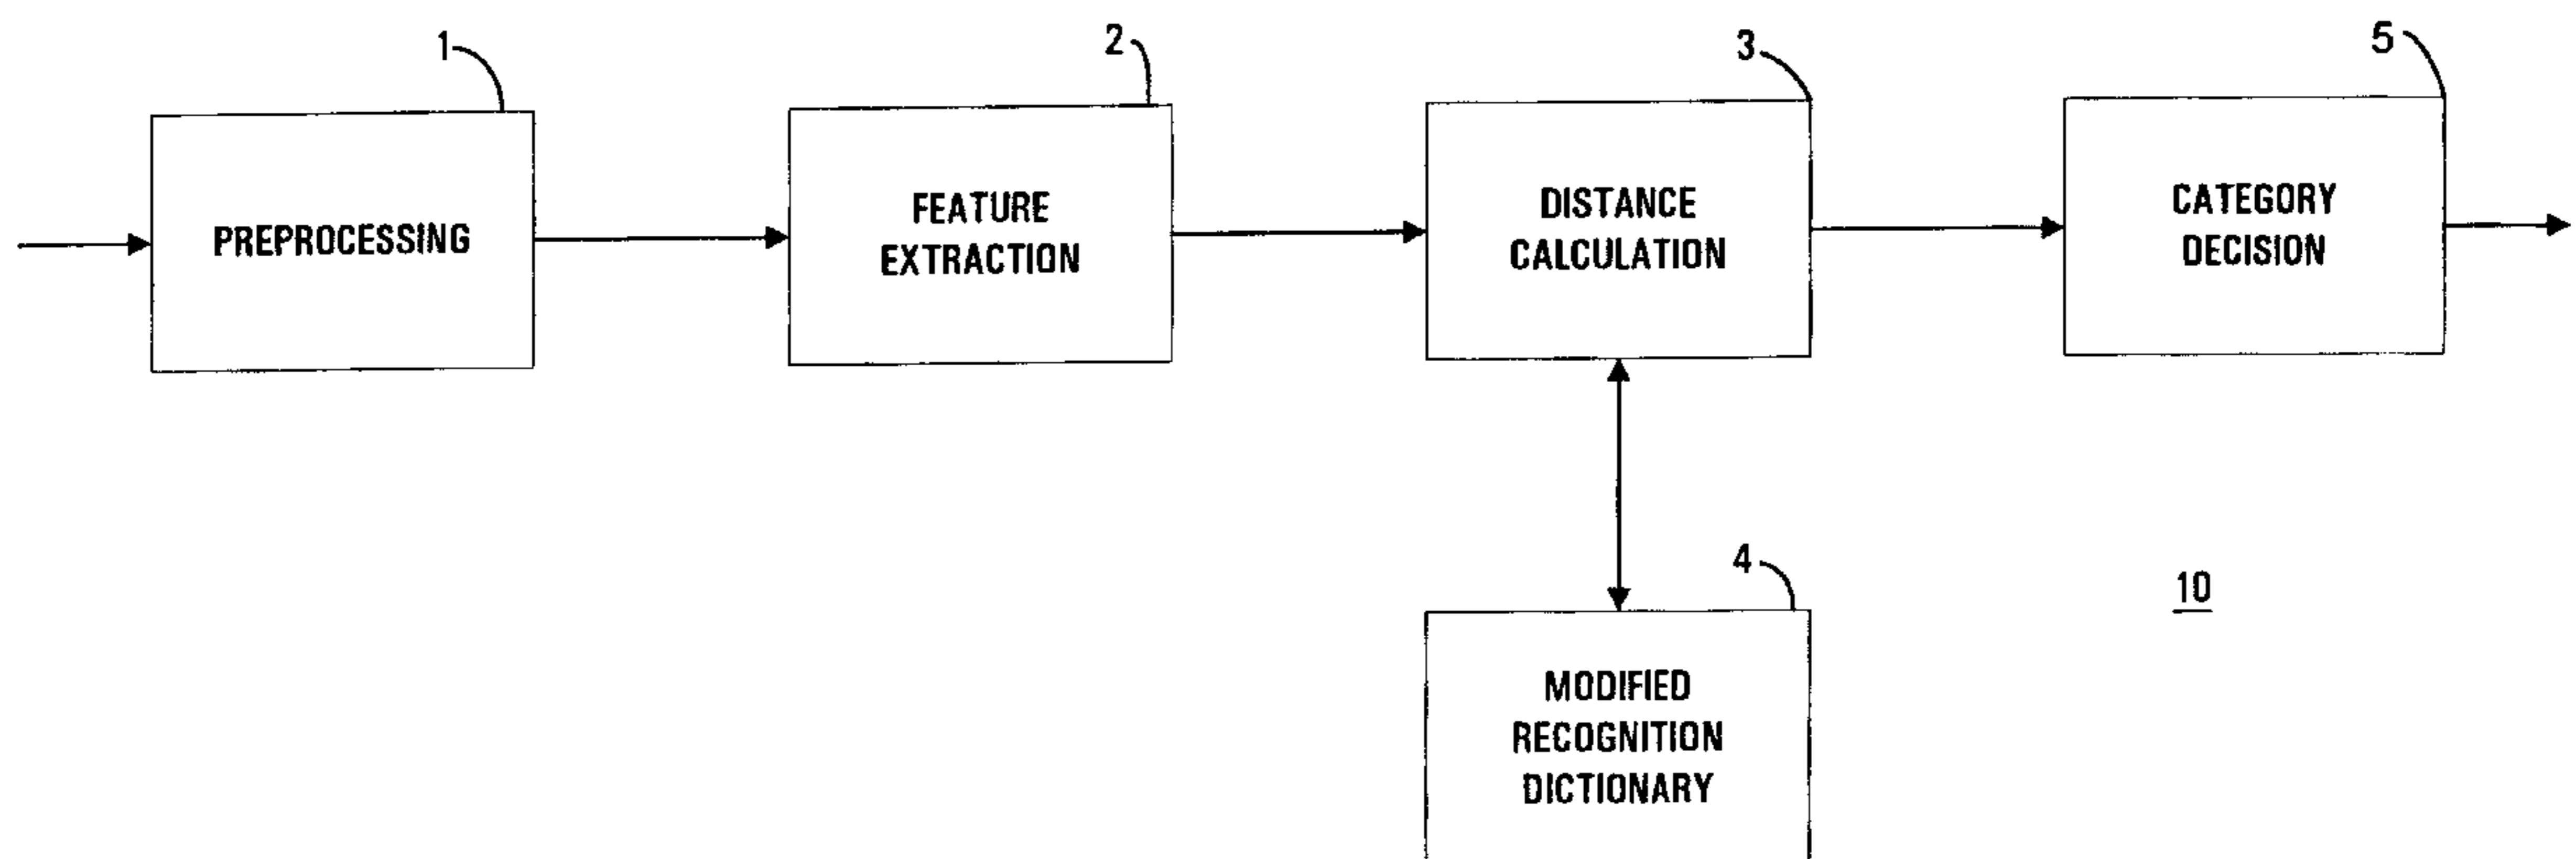 1
2
3
5
PREPROCESSING
FEATURE
EXTRACTION
DISTANCE
CALCULATION
CATEGORY
DECISION
4
10
MODIFIED
RECOGNITION
DICTIONARY